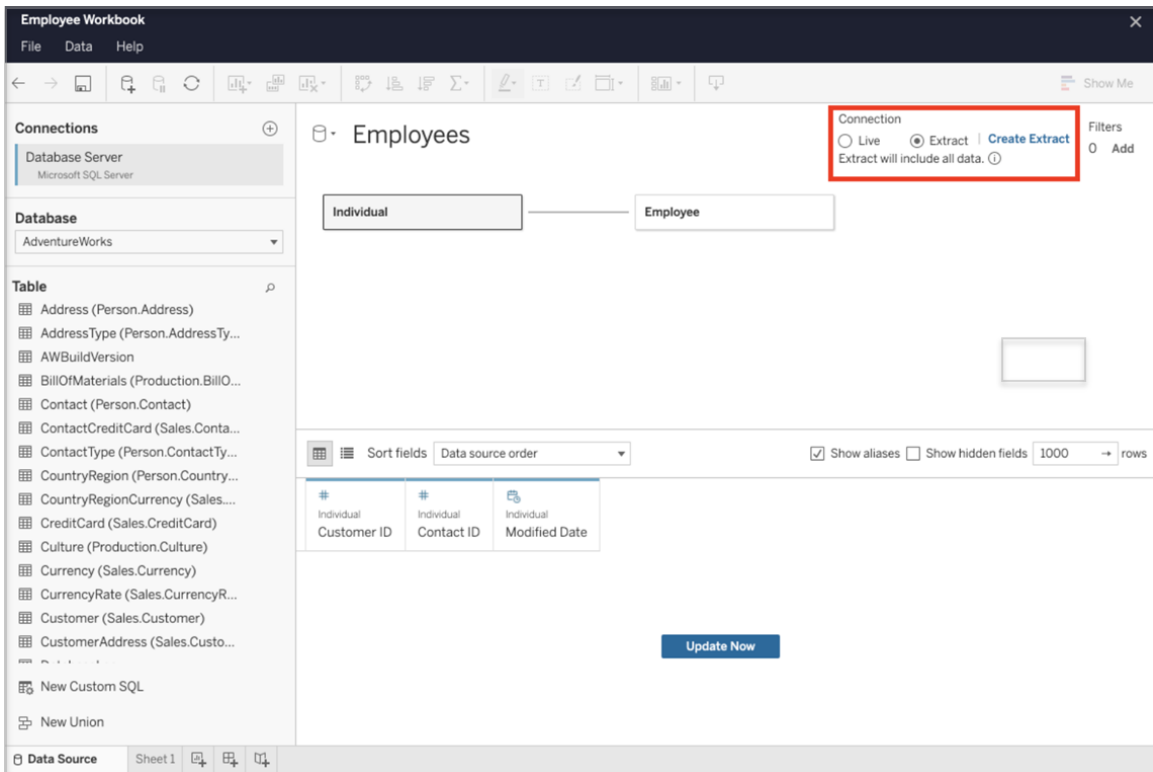 Employee Workbook
File Data Help
Show Me
Connections
Database Server
Microsoft SQL Server
Database
AdventureWorks
Table
Address (Person.Address)
AddressType (Person.AddressTy...
AWBuildVersion
BillOfMaterials (Production.BillO...
Contact (Person.Contact)
ContactCreditCard (Sales.Conta...
ContactType (Person.ContactTy...
CountryRegion (Person.Country...
CountryRegionCurrency (Sales....
CreditCard (Sales.CreditCard)
Culture (Production.Culture)
Currency (Sales.Currency)
CurrencyRate (Sales.CurrencyR...
Customer (Sales.Customer)
CustomerAddress (Sales.Custo...
New Custom SQL
New Union
Employees
Connection
Live Extract Create Extract
Extract will include all data.
Filters
0 Add
Individual
Employee
Sort fields Data source order
Show aliases Show hidden fields 1000 → rows
# # 
Individual Individual Individual
Customer ID Contact ID Modified Date
Update Now
Data Source Sheet 1